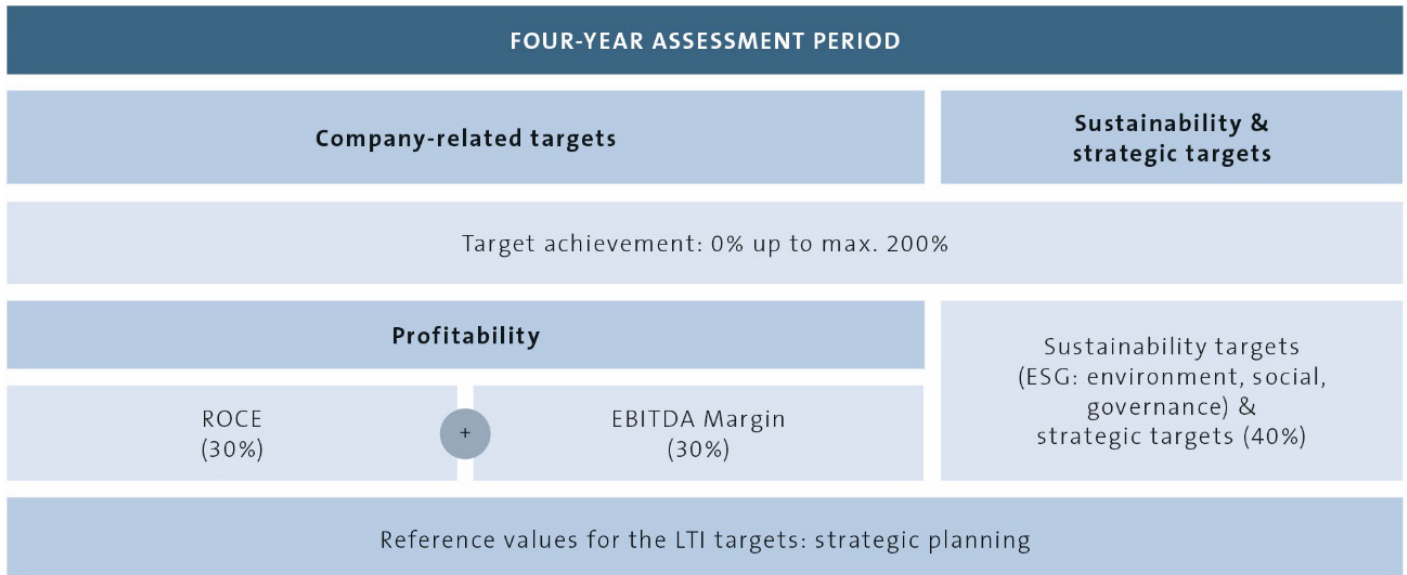 FOUR-YEAR ASSESSMENT PERIOD
Company-related targets
Sustainability &
strategic targets
Target achievement: 0% up to max. 200%
Profitability
ROCE
(30%)
+
EBITDA Margin
(30%)
Sustainability targets
(ESG: environment, social,
governance) &
strategic targets (40%)
Reference values for the LTI targets: strategic planning